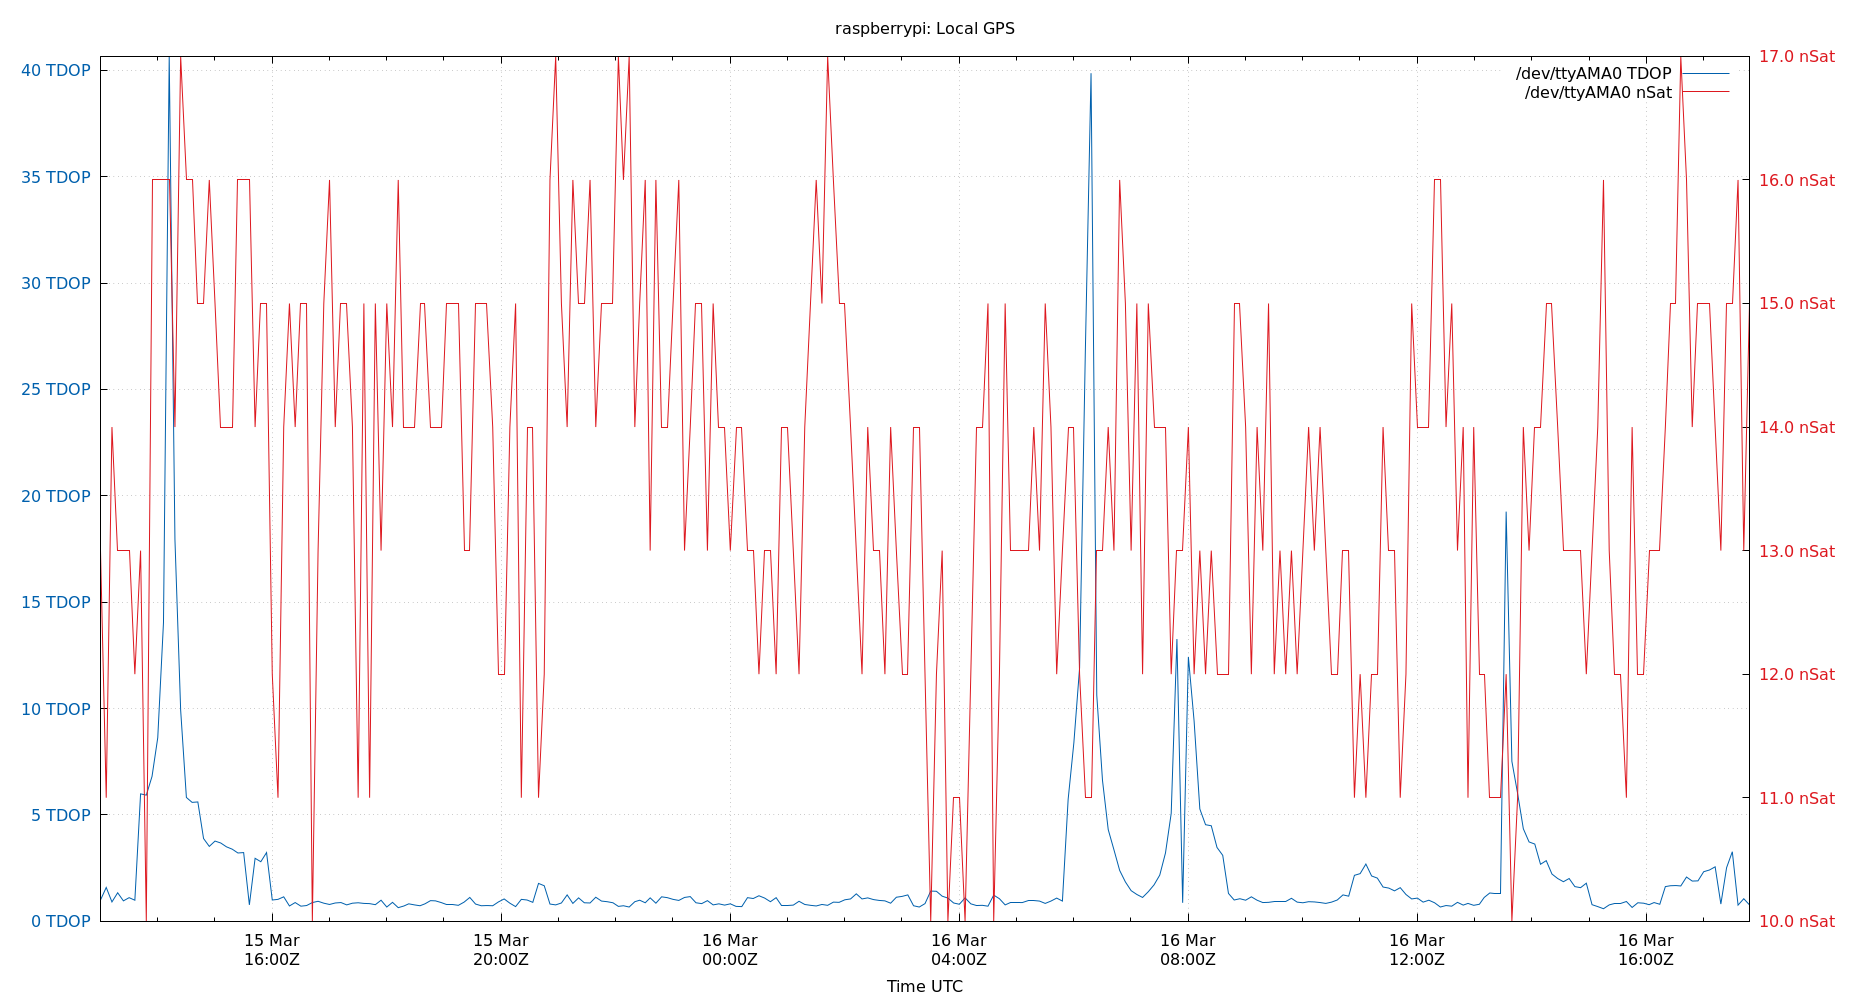 raspberrypi: Local GPS
/dev/ttyAMA0 TDOP
/dev/ttyAMA0 nSat
40 TDOP
35 TDOP
30 TDOP
25 TDOP
20 TDOP
15 TDOP
10 TDOP
5 TDOP
0 TDOP
17.0 nSat
16.0 nSat
15.0 nSat
14.0 nSat
13.0 nSat
12.0 nSat
11.0 nSat
10.0 nSat
15 Mar
16:00Z
15 Mar
20:00Z
16 Mar
00:00Z
16 Mar
04:00Z
16 Mar
08:00Z
16 Mar
12:00Z
16 Mar
16:00Z
Time UTC